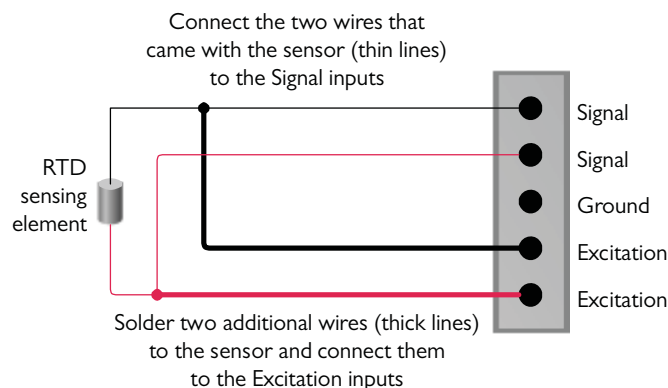 Connect the two wires that
came with the sensor (thin lines)
to the Signal inputs
Signal
Signal
Ground
Excitation
Excitation
RTD
sensing
element
Solder two additional wires (thick lines)
to the sensor and connect them
to the Excitation inputs